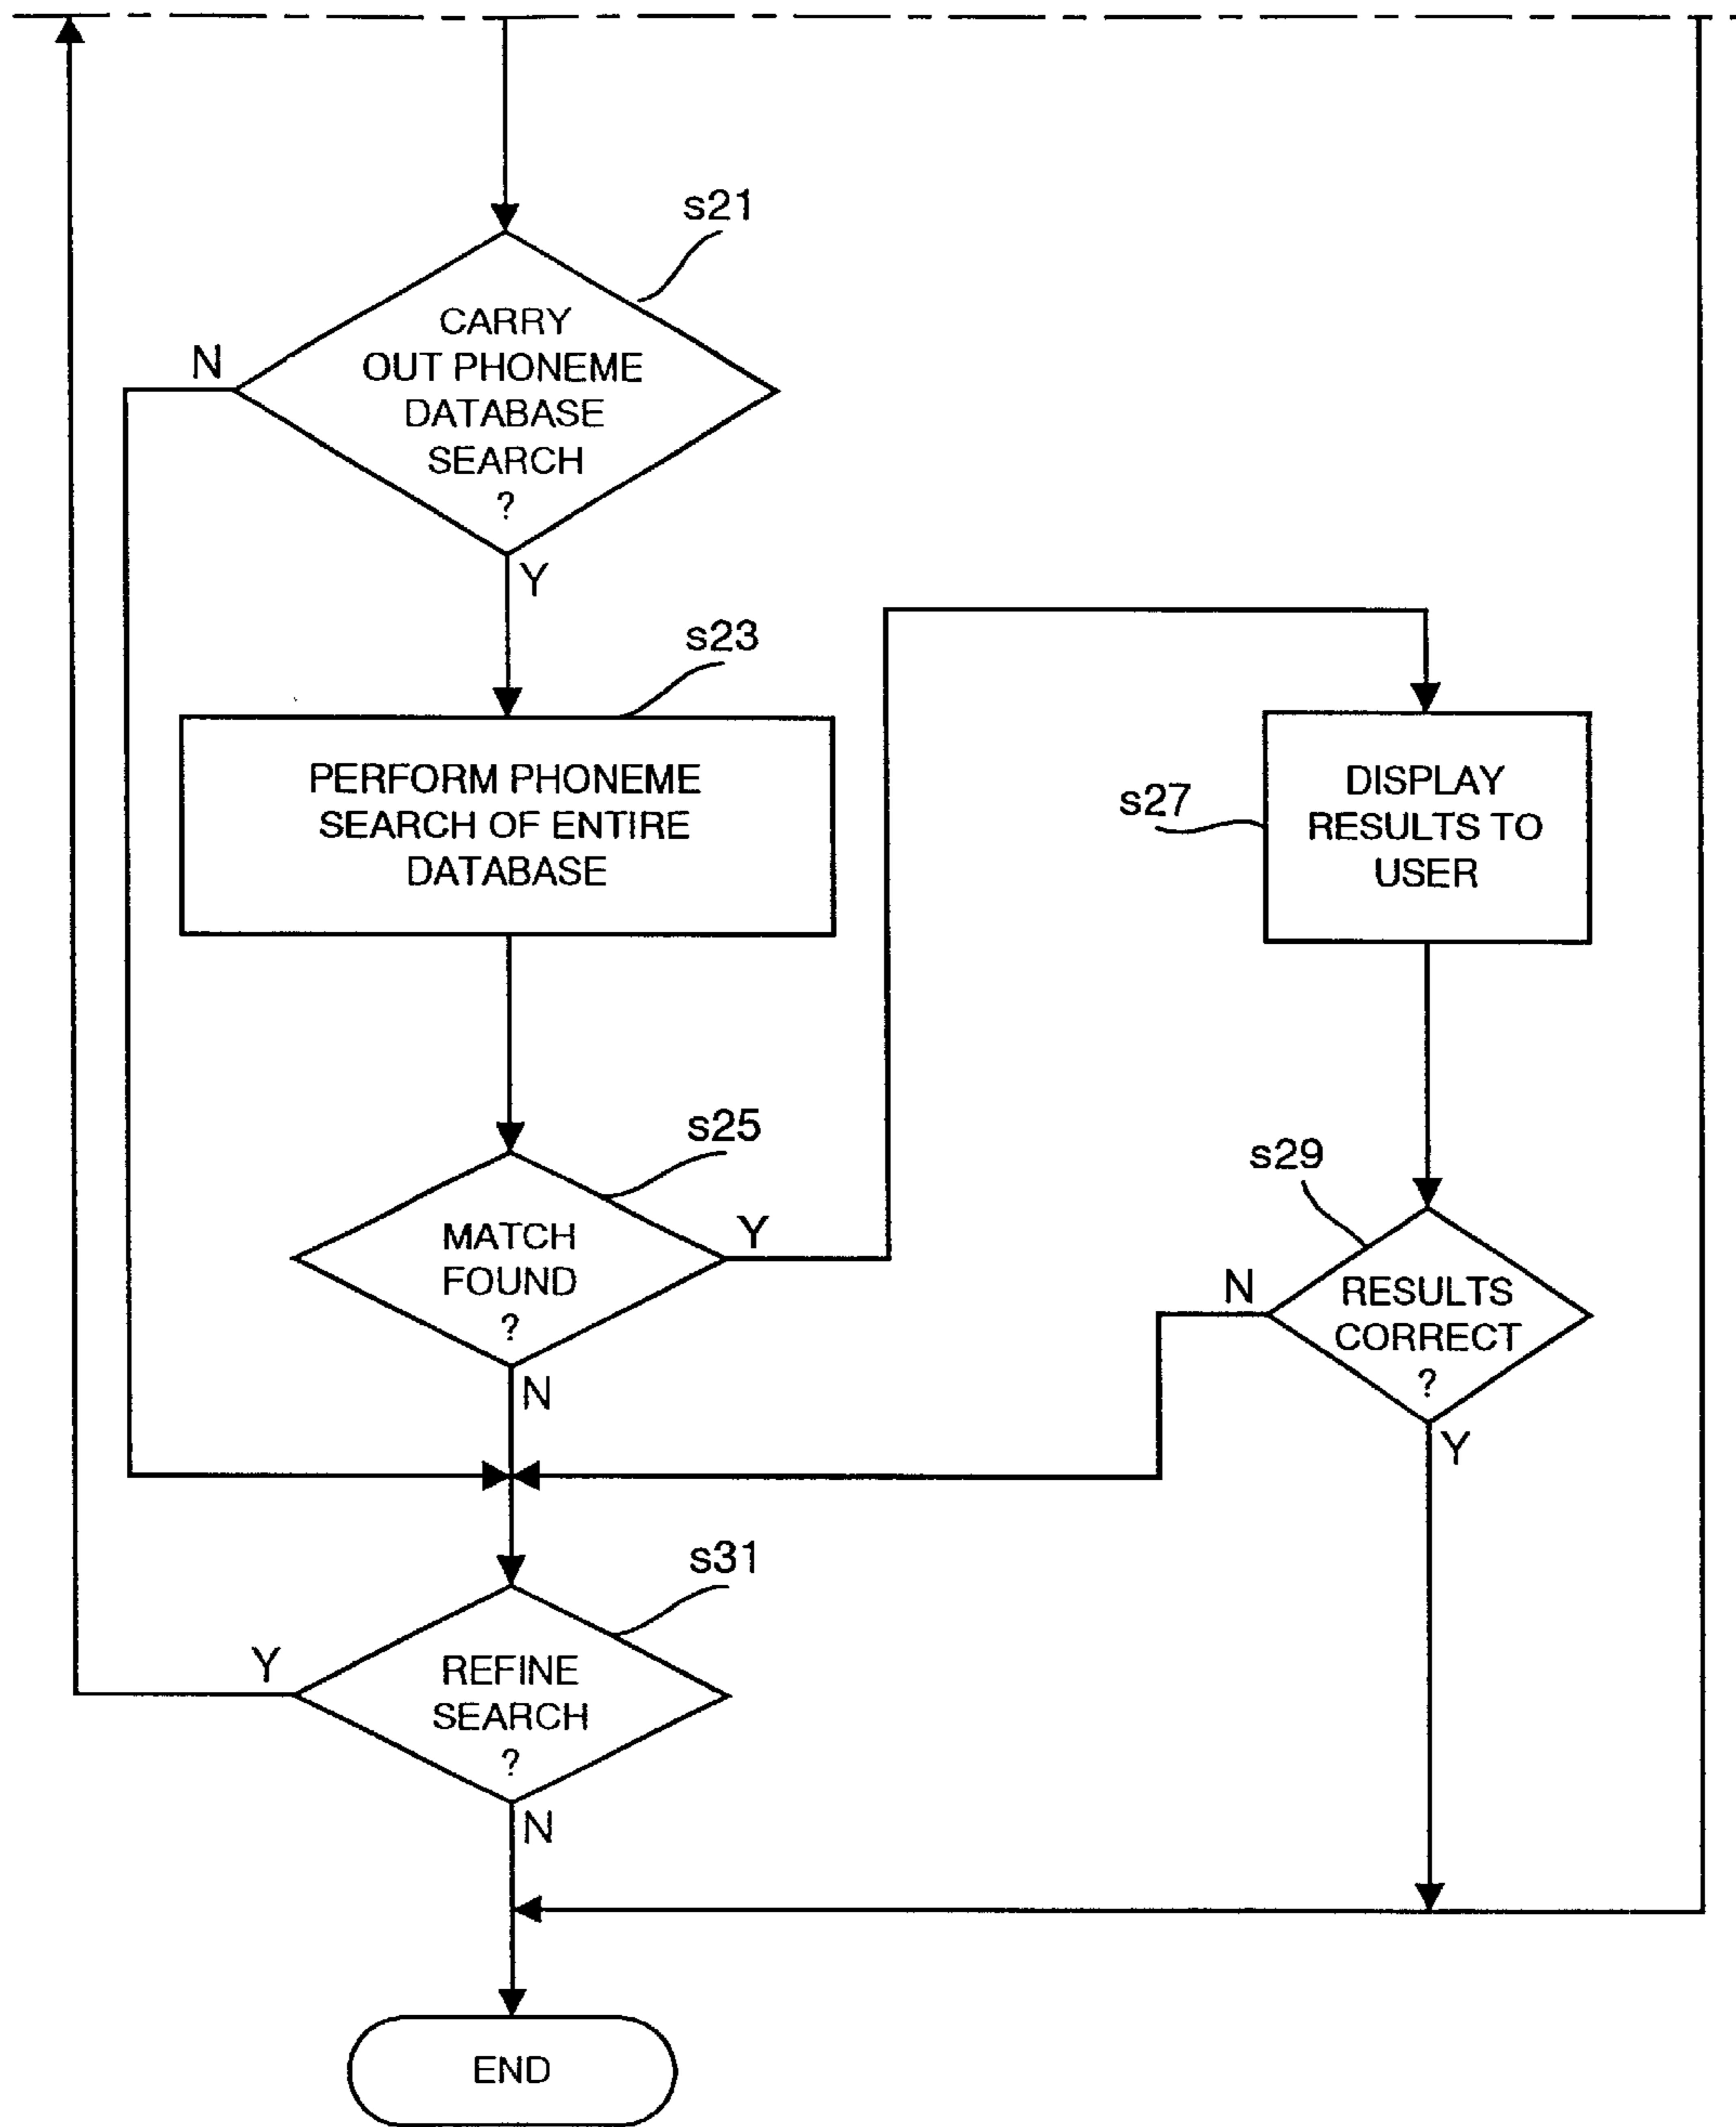 s21
CARRY
OUT PHONEME
DATABASE
SEARCH
?
N
Y
s23
PERFORM PHONEME
SEARCH OF ENTIRE
DATABASE
s27
DISPLAY
RESULTS TO
USER
s25
MATCH
FOUND
?
Y
N
s29
RESULTS
CORRECT
?
N
Y
s31
REFINE
SEARCH
?
Y
N
END